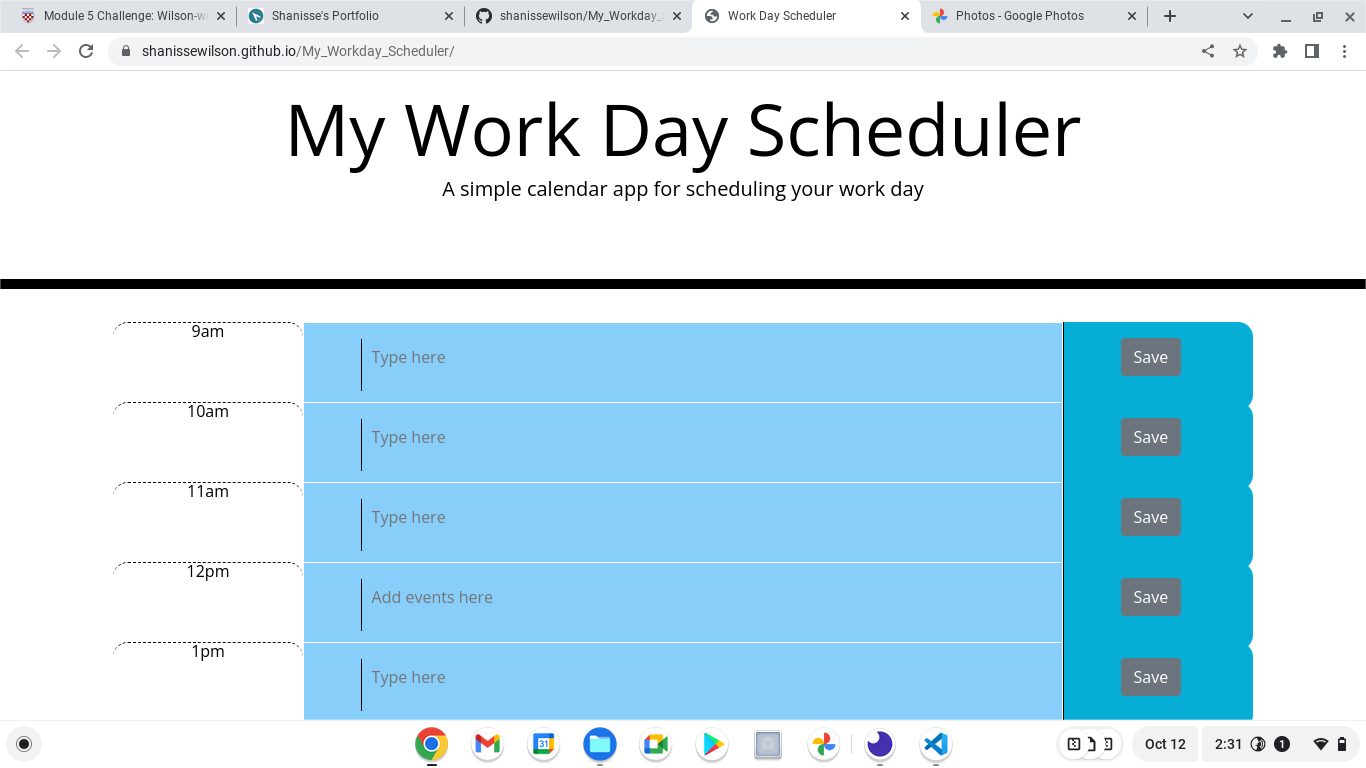 Module 5 Challenge: Wilson-w
Shanisse's Portfolio
shanissewilson/My_Workday_
Work Day Scheduler
Photos - Google Photos
shanissewilson.github.io/My_Workday_Scheduler/
My Work Day Scheduler
A simple calendar app for scheduling your work day
9am
Type here
Save
10am
Type here
Save
11am
Type here
Save
12pm
Add events here
Save
1pm
Type here
Save
31
Oct 12
2:31
1